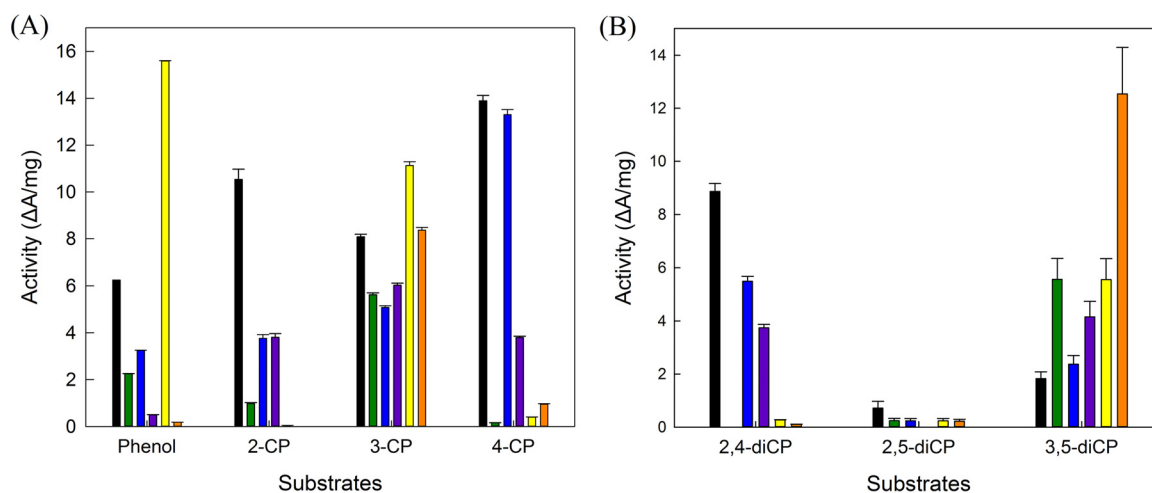 (A)
Activity (ΔA/mg)
16
14
12
10
8
6
4
2
0
Phenol 2-CP 3-CP 4-CP
Substrates
(B)
Activity (ΔA/mg)
14
12
10
8
6
4
2
0
2,4-diCP 2,5-diCP 3,5-diCP
Substrates